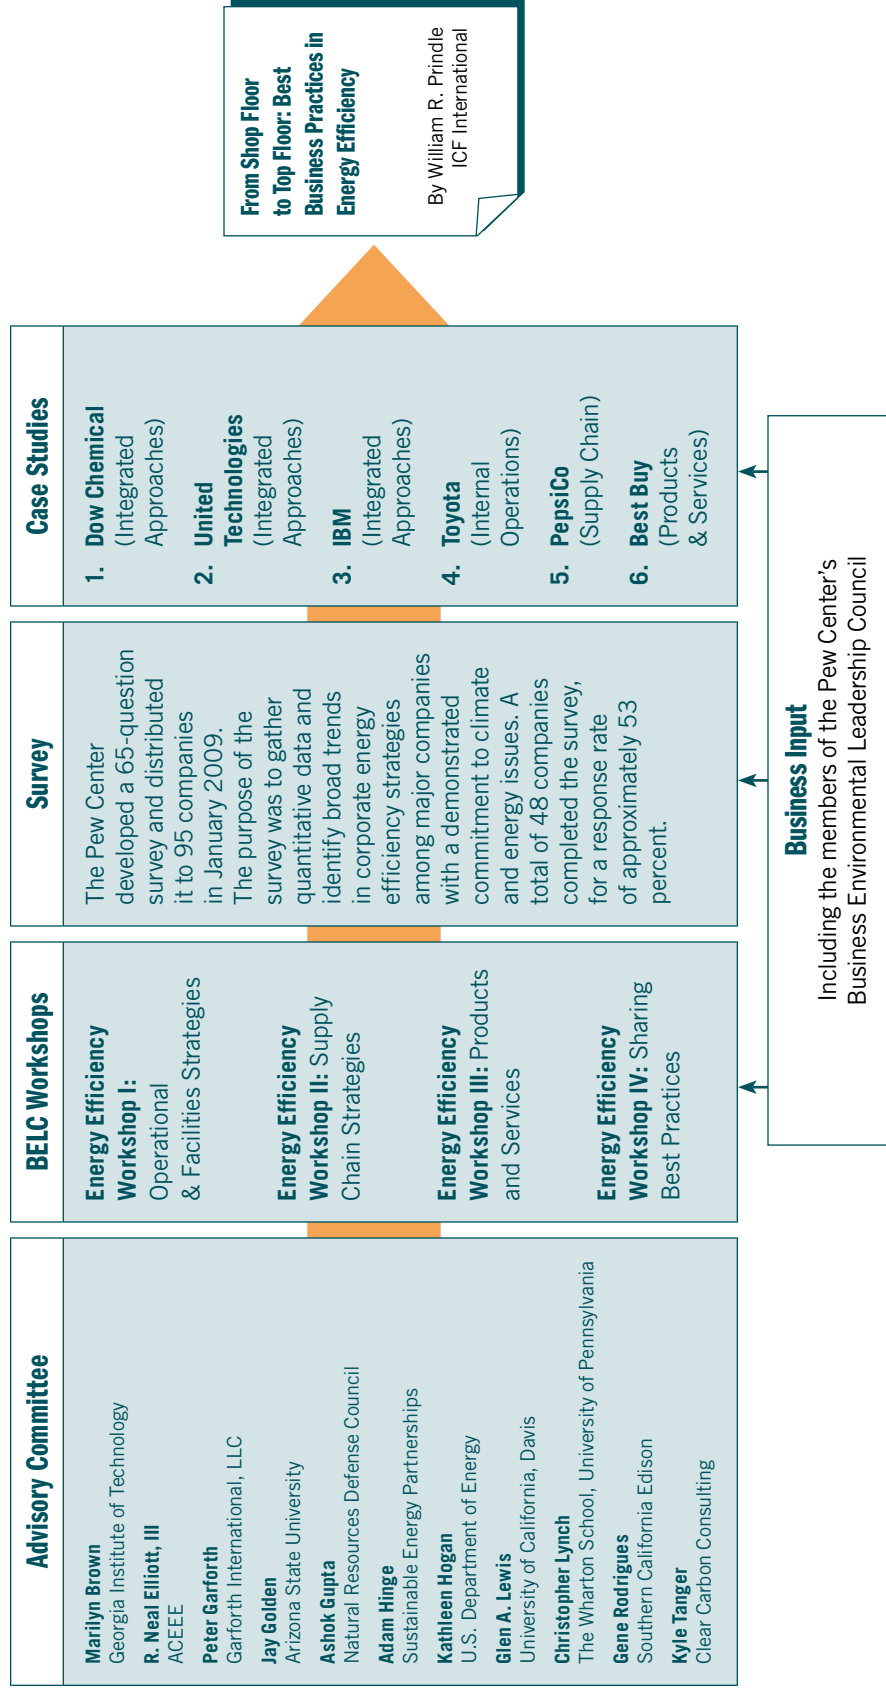 Advisory Committee
Marilyn Brown
Georgia Institute of Technology
R. Neal Elliott, III
ACEEE
Peter Garforth
Garforth International, LLC
Jay Golden
Arizona State University
Ashok Gupta
Natural Resources Defense Council
Adam Hinge
Sustainable Energy Partnerships
Kathleen Hogan
U.S. Department of Energy
Glen A. Lewis
University of California, Davis
Christopher Lynch
The Wharton School, University of Pennsylvania
Gene Rodrigues
Southern California Edison
Kyle Tanger
Clear Carbon Consulting
BELC Workshops
Energy Efficiency
Workshop I:
Operational
& Facilities Strategies
Energy Efficiency
Workshop II: Supply
Chain Strategies
Energy Efficiency
Workshop III: Products
and Services
Energy Efficiency
Workshop IV: Sharing
Best Practices
Survey
The Pew Center
developed a 65-question
survey and distributed
it to 95 companies
in January 2009.
The purpose of the
survey was to gather
quantitative data and
identify broad trends
in corporate energy
efficiency strategies
among major companies
with a demonstrated
commitment to climate
and energy issues. A
total of 48 companies
completed the survey,
for a response rate
of approximately 53
percent.
Case Studies
1. Dow Chemical
(Integrated
Approaches)
2. United
Technologies
(Integrated
Approaches)
3. IBM
(Integrated
Approaches)
4. Toyota
(Internal
Operations)
5. PepsiCo
(Supply Chain)
6. Best Buy
(Products
& Services)
From Shop Floor
to Top Floor: Best
Business Practices in
Energy Efficiency
By William R. Prindle
ICF International
Business Input
Including the members of the Pew Center's
Business Environmental Leadership Council